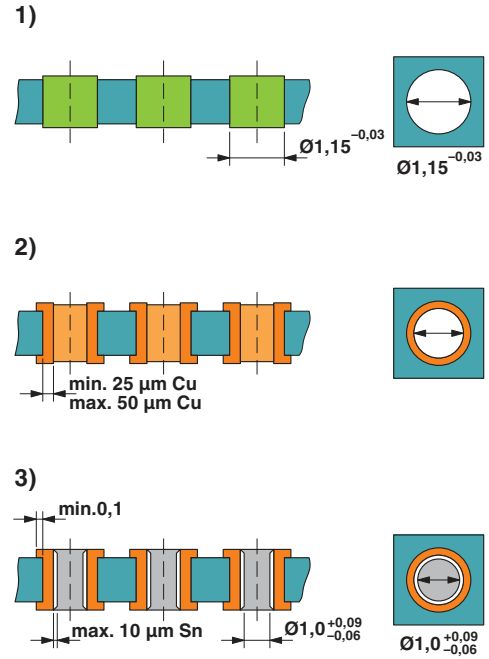 1)
Ø1,15⁻⁰,⁰³
Ø1,15⁻⁰,⁰³
2)
min. 25 µm Cu
max. 50 µm Cu
3)
min.0,1
max. 10 µm Sn
Ø1,0 +0,09 -0,06
Ø1,0 +0,09 -0,06